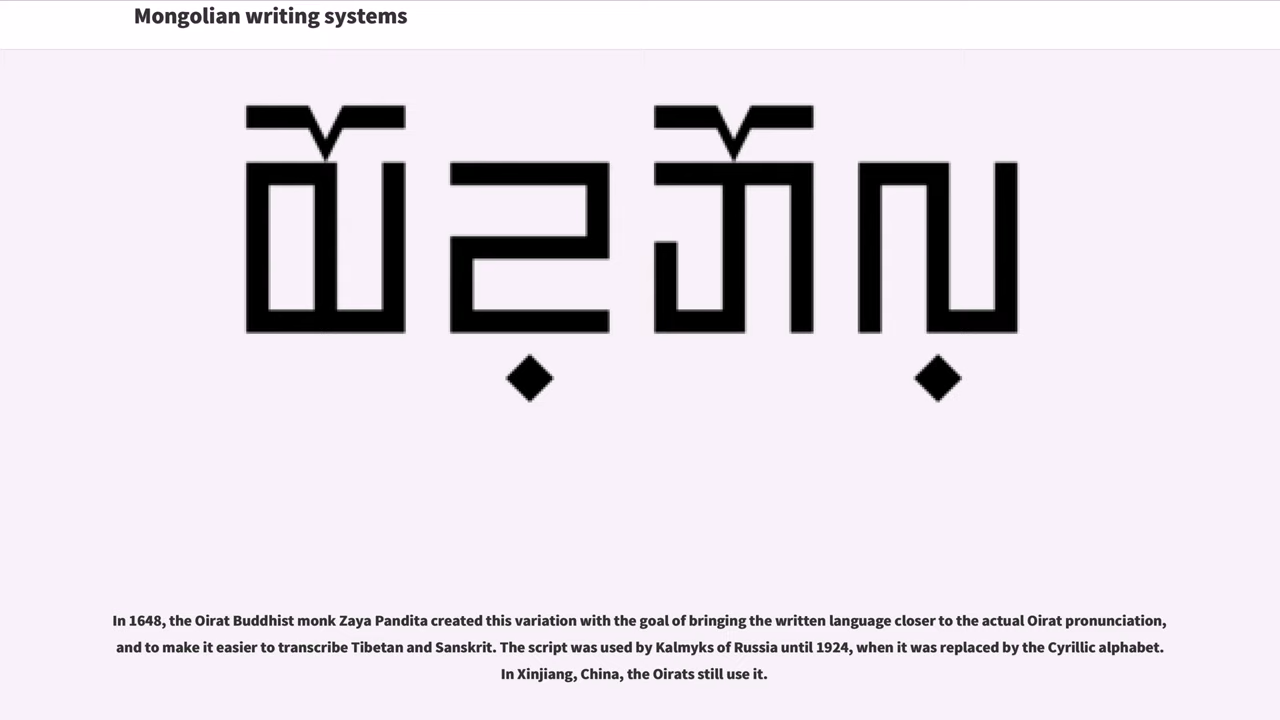 Mongolian writing systems
In 1648, the Oirat Buddhist monk Zaya Pandita created this variation with the goal of bringing the written language closer to the actual Oirat pronunciation,
and to make it easier to transcribe Tibetan and Sanskrit. The script was used by Kalmyks of Russia until 1924, when it was replaced by the Cyrillic alphabet.
In Xinjiang, China, the Oirats still use it.